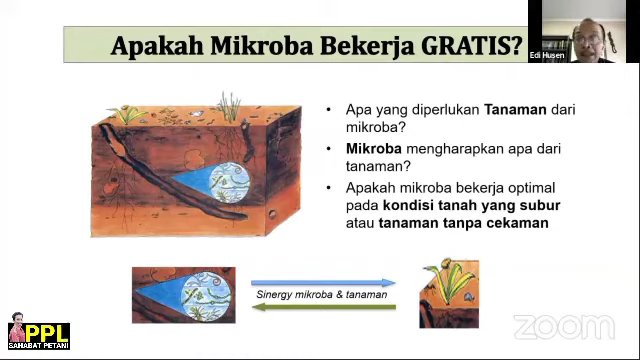 Apakah Mikroba Bekerja GRATIS?
Edi Husen
• Apa yang diperlukan Tanaman dari
mikroba?
• Mikroba mengharapkan apa dari
tanaman?
• Apakah mikroba bekerja optimal
pada kondisi tanah yang subur
atau tanaman tanpa cekaman
Sinergy mikroba & tanaman
PPL
SAHABAT PETANI
zoom